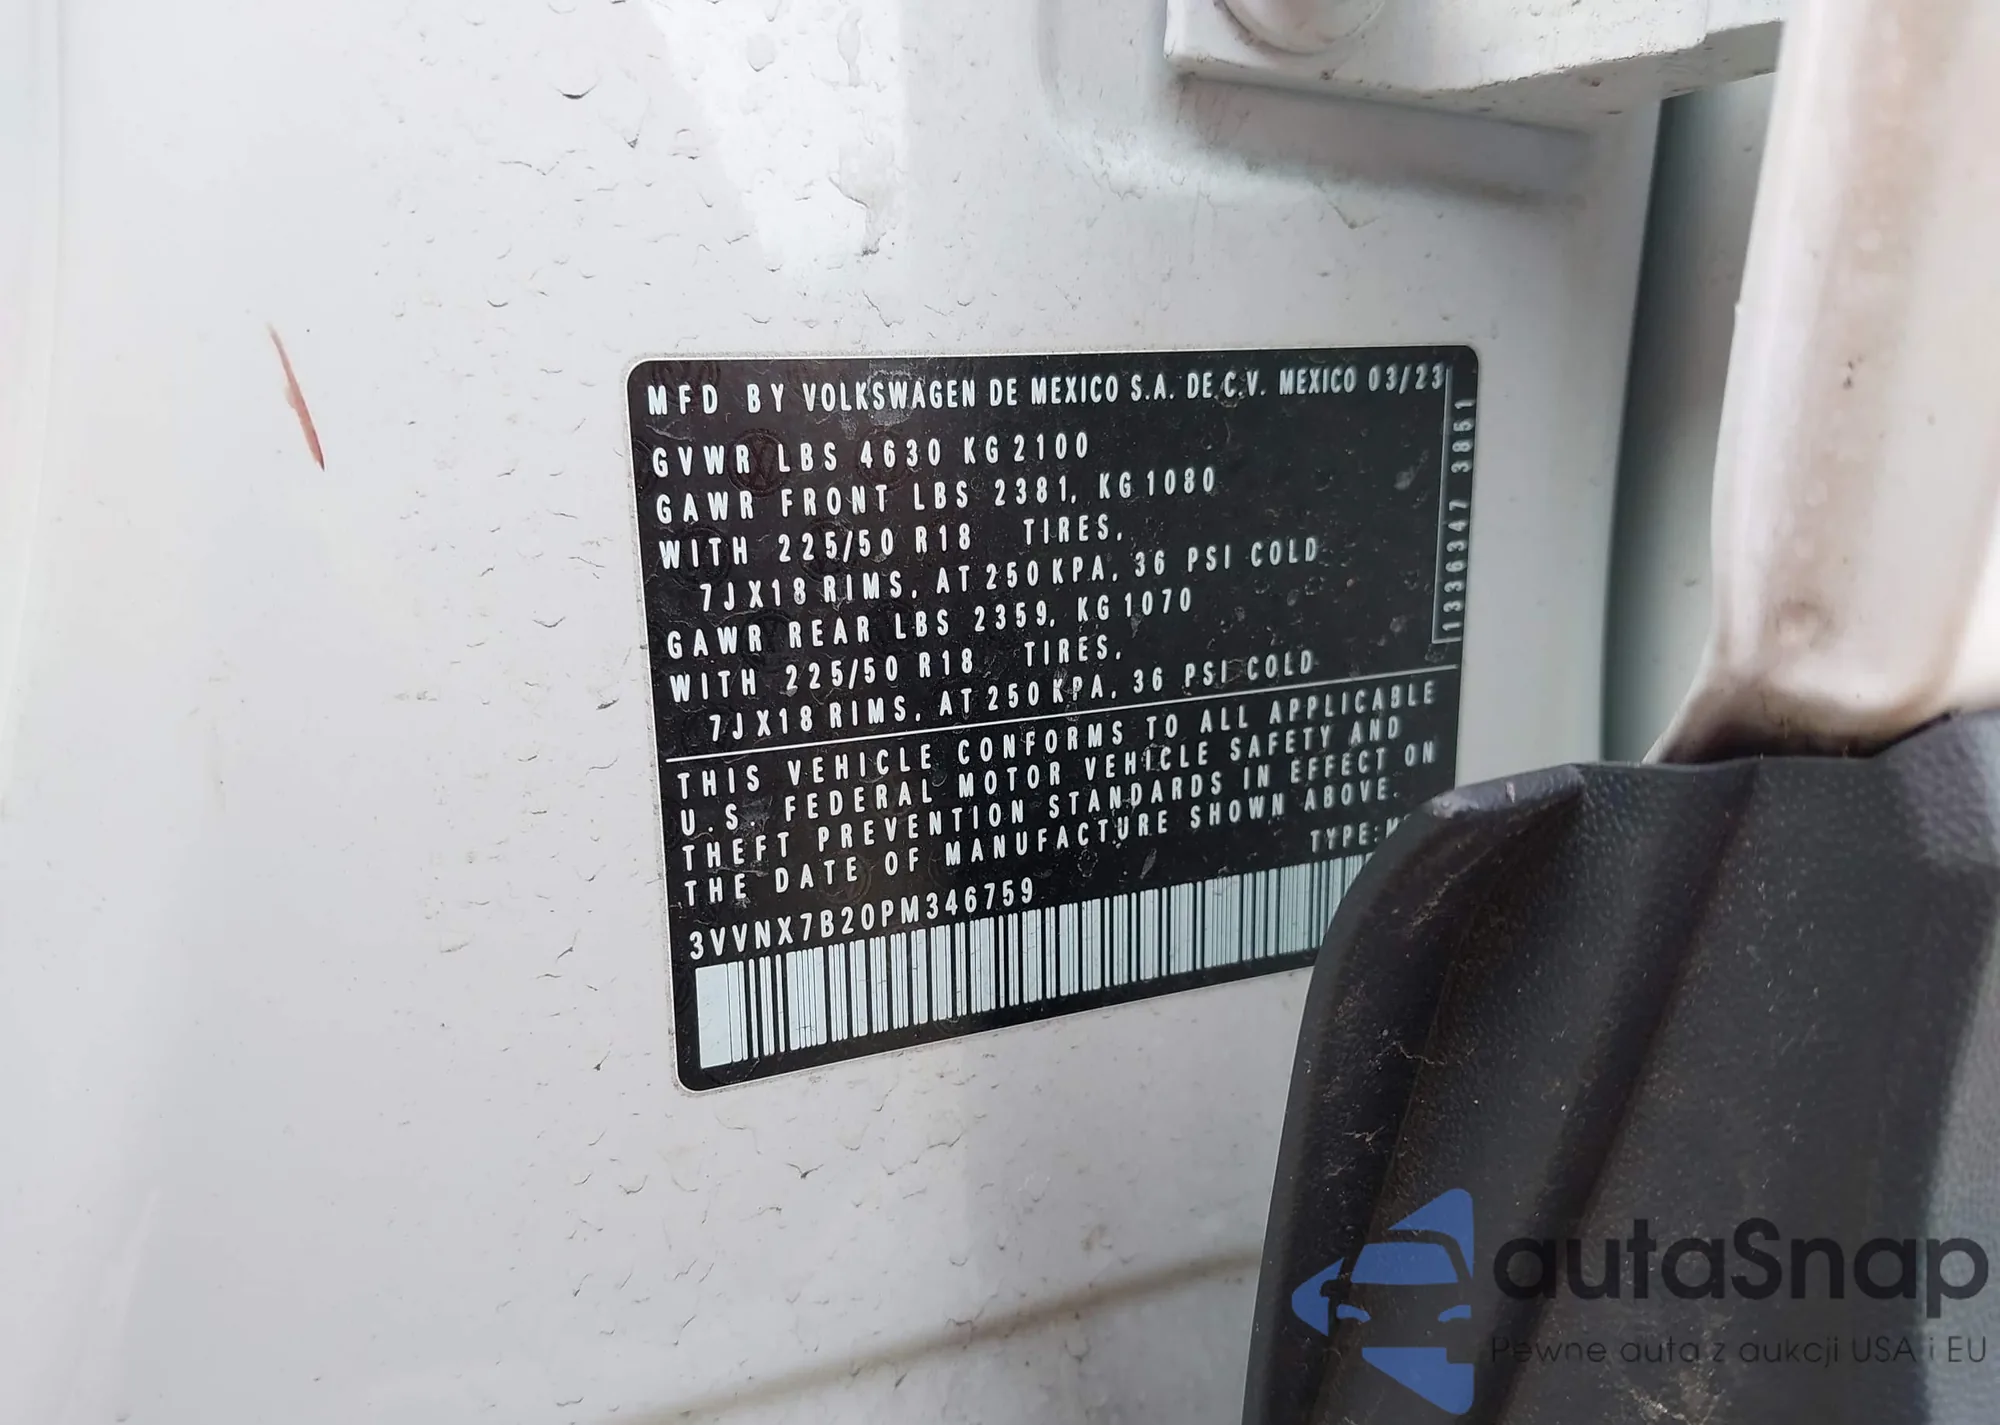 MFD BY VOLKSWAGEN DE MEXICO S.A. DE C.V. MEXICO 03/23
GVWR LBS 4630 KG 2100
GAWR FRONT LBS 2381, KG 1080
WITH 225/50 R18 TIRES,
7JX18 RIMS, AT 250 KPA, 36 PSI COLD
GAWR REAR LBS 2359, KG 1070
WITH 225/50 R18 TIRES,
7JX18 RIMS, AT 250 KPA, 36 PSI COLD
1336347 3851
THIS VEHICLE CONFORMS TO ALL APPLICABLE
U.S. FEDERAL MOTOR VEHICLE SAFETY AND
THEFT PREVENTION STANDARDS IN EFFECT ON
THE DATE OF MANUFACTURE SHOWN ABOVE.
TYPE:
3VVNX7B20PM346759
autaSnap
Pewne auta z aukcji USA i EU